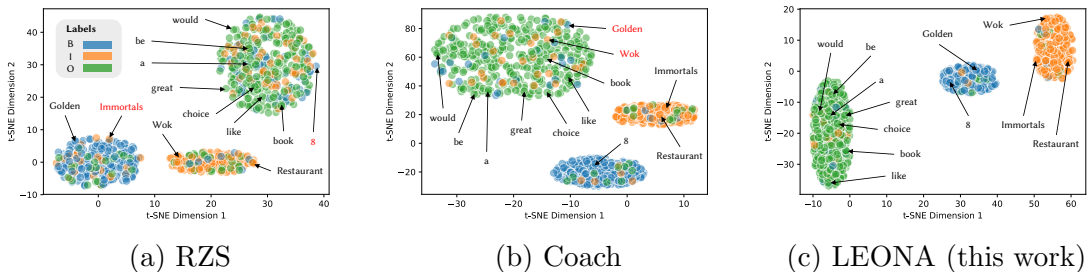 Labels
B
I
O
would
be
a
great
choice
like
book
8
Golden
Immortals
Wok
Restaurant
t-SNE Dimension 2
40
30
20
10
0
−10
0
10
20
30
40
t-SNE Dimension 1
(a) RZS
Golden
Wok
book
Immortals
like
choice
great
a
be
would
8
Restaurant
t-SNE Dimension 2
80
60
40
20
0
−20
−30
−20
−10
0
10
t-SNE Dimension 1
(b) Coach
would
be
a
great
choice
book
like
Golden
8
Wok
Immortals
Restaurant
t-SNE Dimension 2
20
10
0
−10
−20
−30
−10
0
10
20
30
40
50
60
t-SNE Dimension 1
(c) LEONA (this work)